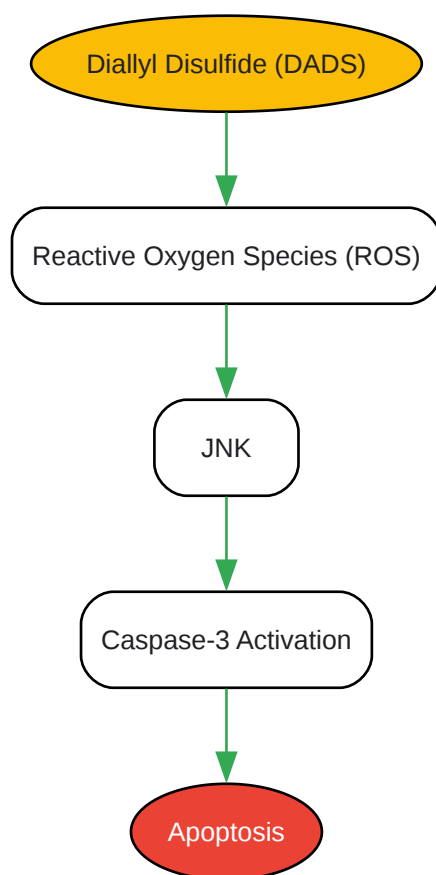 Diallyl Disulfide (DADS)
Reactive Oxygen Species (ROS)
JNK
Caspase-3 Activation
Apoptosis